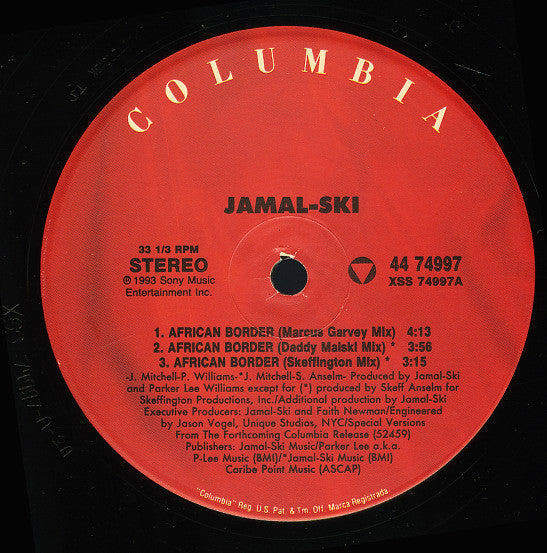 COLUMBIA
JAMAL-SKI
33 1/3 RPM
STEREO
℗ 1993 Sony Music
Entertainment Inc.
44 74997
XSS 74997A
1. AFRICAN BORDER (Marcus Garvey Mix) 4:13
2. AFRICAN BORDER (Daddy Malski Mix) * 3:56
3. AFRICAN BORDER (Skeffington Mix) * 3:15
-J. Mitchell-P. Williams-*J. Mitchell-S. Anselm- Produced by Jamal-Ski
and Parker Lee Williams except for (*) produced by Skeff Anselm for
Skeffington Productions, Inc./Additional production by Jamal-Ski
Executive Producers: Jamal-Ski and Faith Newman/Engineered
by Jason Vogel, Unique Studios, NYC/Special Versions
From The Forthcoming Columbia Release (52459)
Publishers: Jamal-Ski Music/Parker Lee a.k.a.
P-Lee Music (BMI)/*Jamal-Ski Music (BMI)
Caribe Point Music (ASCAP)
"Columbia" Reg. U.S. Pat. & Tm. Off. Marca Registrada